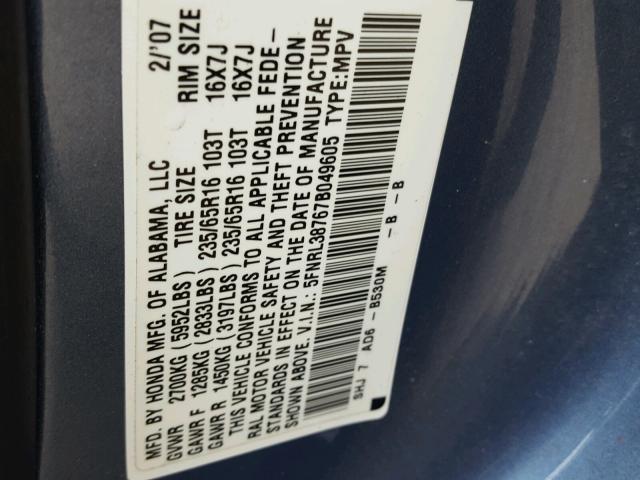 MFD. BY HONDA MFG. OF ALABAMA, LLC 2/'07
GVWR 2700KG (5952LBS) TIRE SIZE RIM SIZE
GAWR F 1285KG (2833LBS) 235/65R16 103T 16X7J
GAWR R 1450KG (3197LBS) 235/65R16 103T 16X7J
THIS VEHICLE CONFORMS TO ALL APPLICABLE FEDE-
RAL MOTOR VEHICLE SAFETY AND THEFT PREVENTION
STANDARDS IN EFFECT ON THE DATE OF MANUFACTURE
SHOWN ABOVE. V.I.N.: 5FNRL38767B049605 TYPE:MPV
SHJ 7 AD6 - B530M - B - B